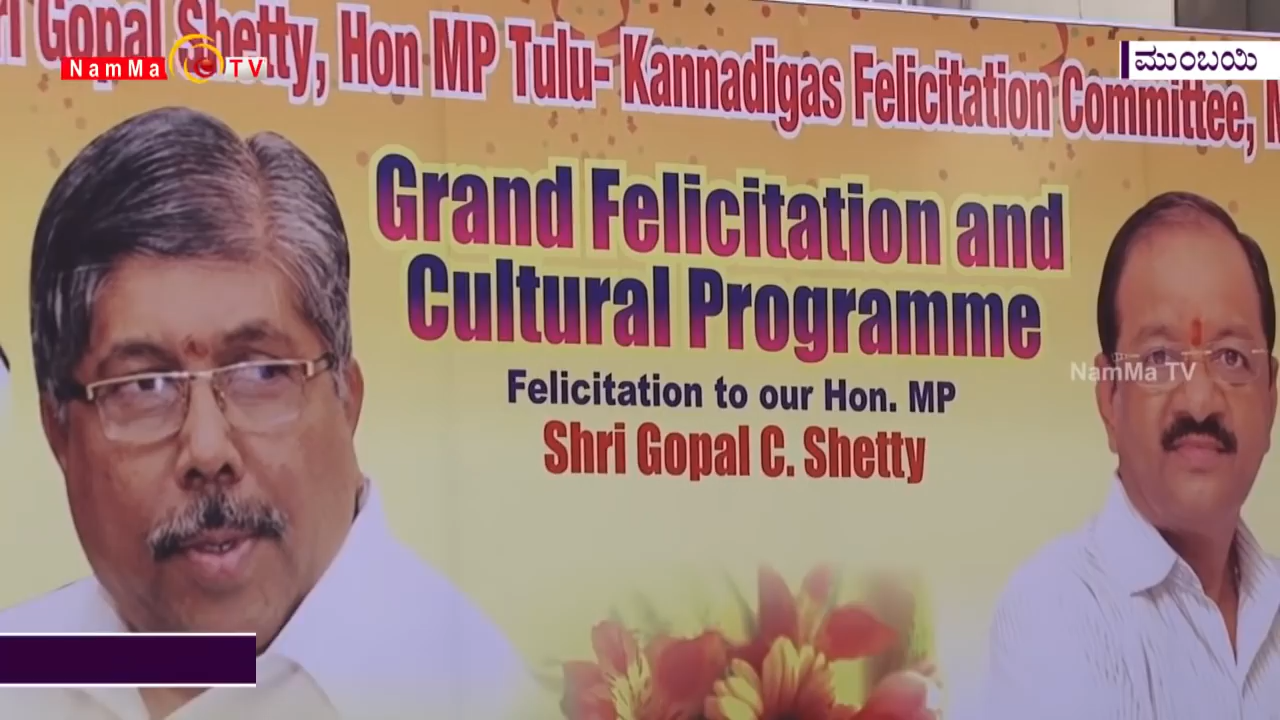 Gopal Shetty, Hon MP Tulu- Kannadigas Felicitation Committee,
NamMa TV
ಮುಂಬಯಿ
Grand Felicitation and
Cultural Programme
Felicitation to our Hon. MP
Shri Gopal C. Shetty
NamMa TV